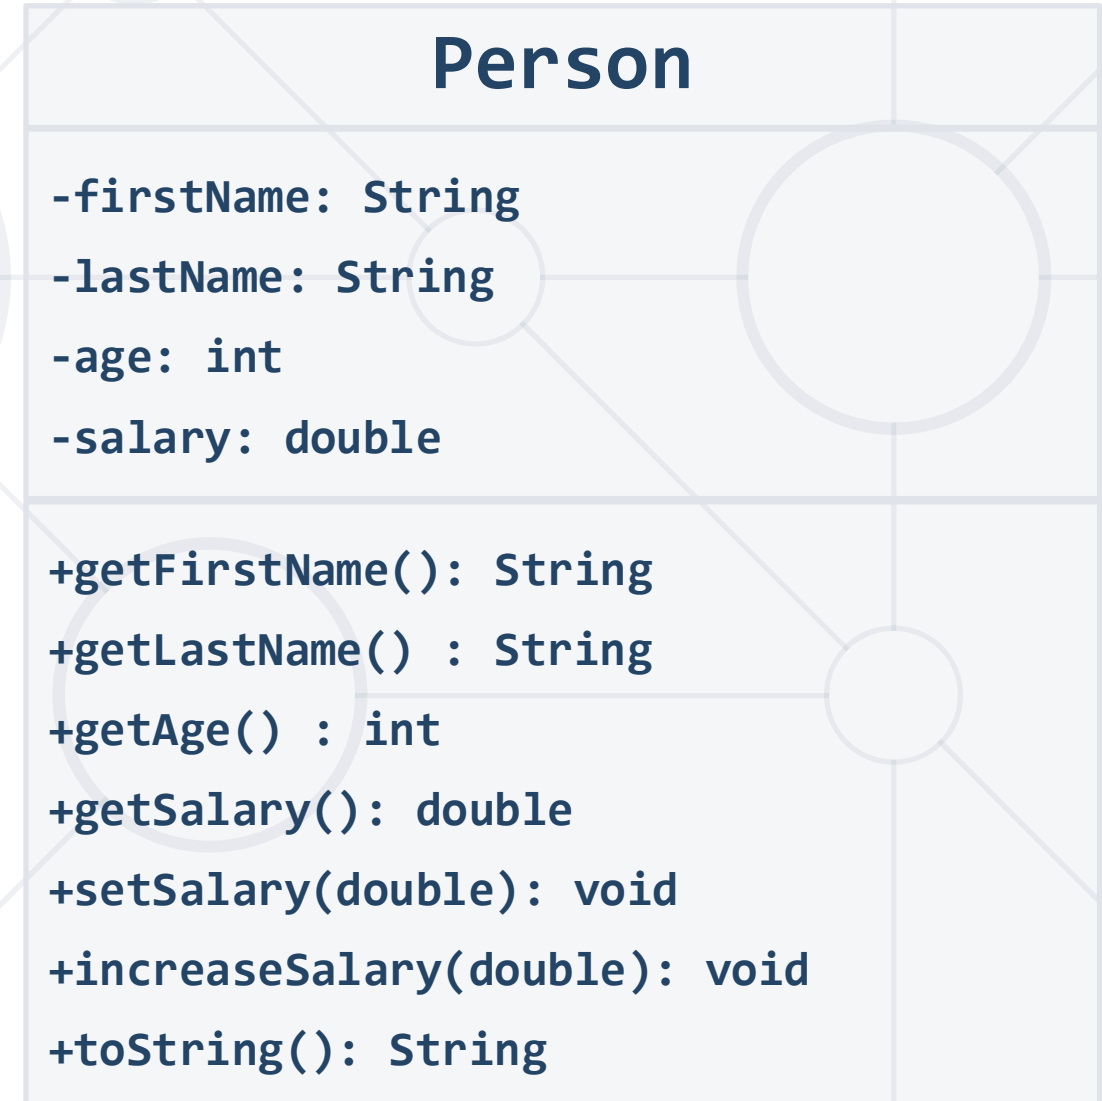 Person
-firstName: String
-lastName: String
-age: int
-salary: double
+getFirstName(): String
+getLastName() : String
+getAge() : int
+getSalary(): double
+setSalary(double): void
+increaseSalary(double): void
+toString(): String